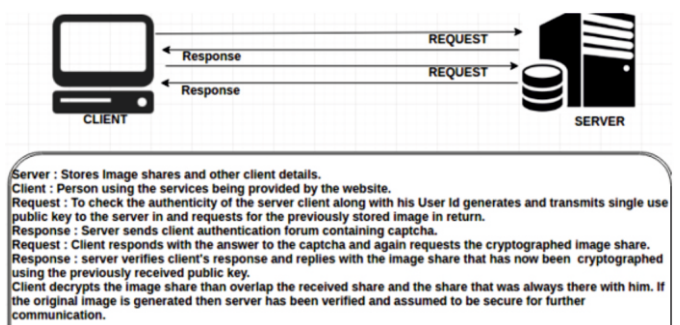 REQUEST
Response
REQUEST
Response
CLIENT
SERVER
Server : Stores Image shares and other client details.
Client : Person using the services being provided by the website.
Request : To check the authenticity of the server client along with his User Id generates and transmits single use
public key to the server in and requests for the previously stored image in return.
Response : Server sends client authentication forum containing captcha.
Request : Client responds with the answer to the captcha and again requests the cryptographed image share.
Response : server verifies client's response and replies with the image share that has now been cryptographed
using the previously received public key.
Client decrypts the image share than overlap the received share and the share that was always there with him. If
the original image is generated then server has been verified and assumed to be secure for further
communication.